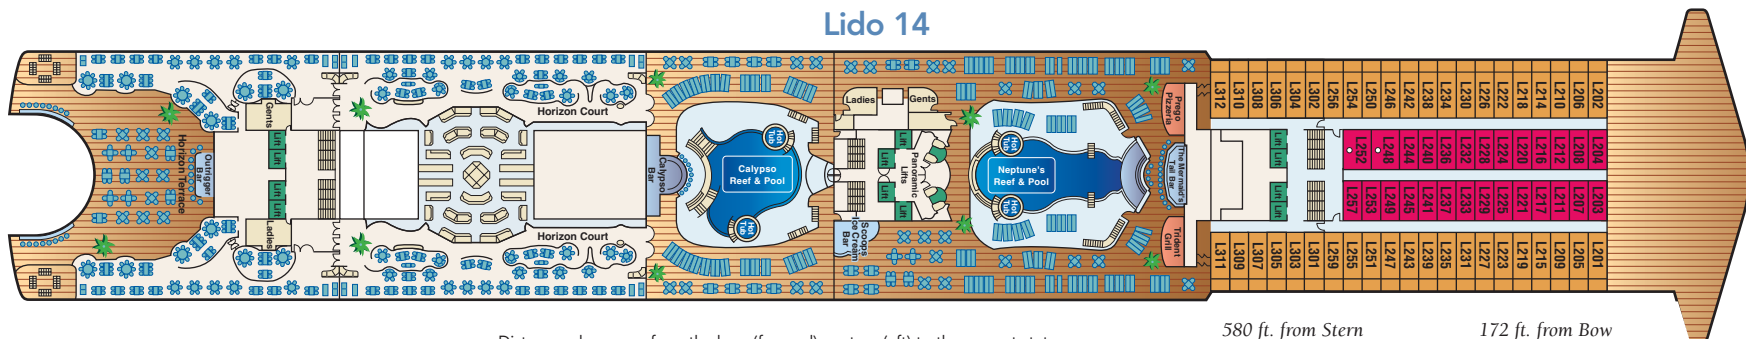 Lido 14
Horizon Terrace
Outrigger
Bar
Gents
Ladies
Lift
Lift
Lift
Lift
Horizon Court
Horizon Court
Calypso
Bar
Hot
Tub
Calypso
Reef & Pool
Hot
Tub
Ladies
Gents
Lift
Lift
Lift
Lift
Panoramic
Lifts
Scoops
Ice Cream
Bar
Hot
Tub
Neptune's
Reef & Pool
Hot
Tub
The Mermaid's
Tail Bar
Prego
Pizzeria
Trident
Grill
Lift
Lift
Lift
Lift
L312 L310 L308 L306 L304 L302 L256 L254 L250 L246 L242 L238 L234 L230 L226 L222 L218 L214 L210 L206 L202
L252 L248 L244 L240 L236 L232 L228 L224 L220 L216 L212 L208 L204
L257 L253 L249 L245 L241 L237 L233 L229 L225 L221 L217 L211 L207 L203
L311 L309 L307 L305 L303 L301 L259 L255 L251 L247 L243 L239 L235 L231 L227 L223 L219 L215 L209 L205 L201
580 ft. from Stern
172 ft. from Bow